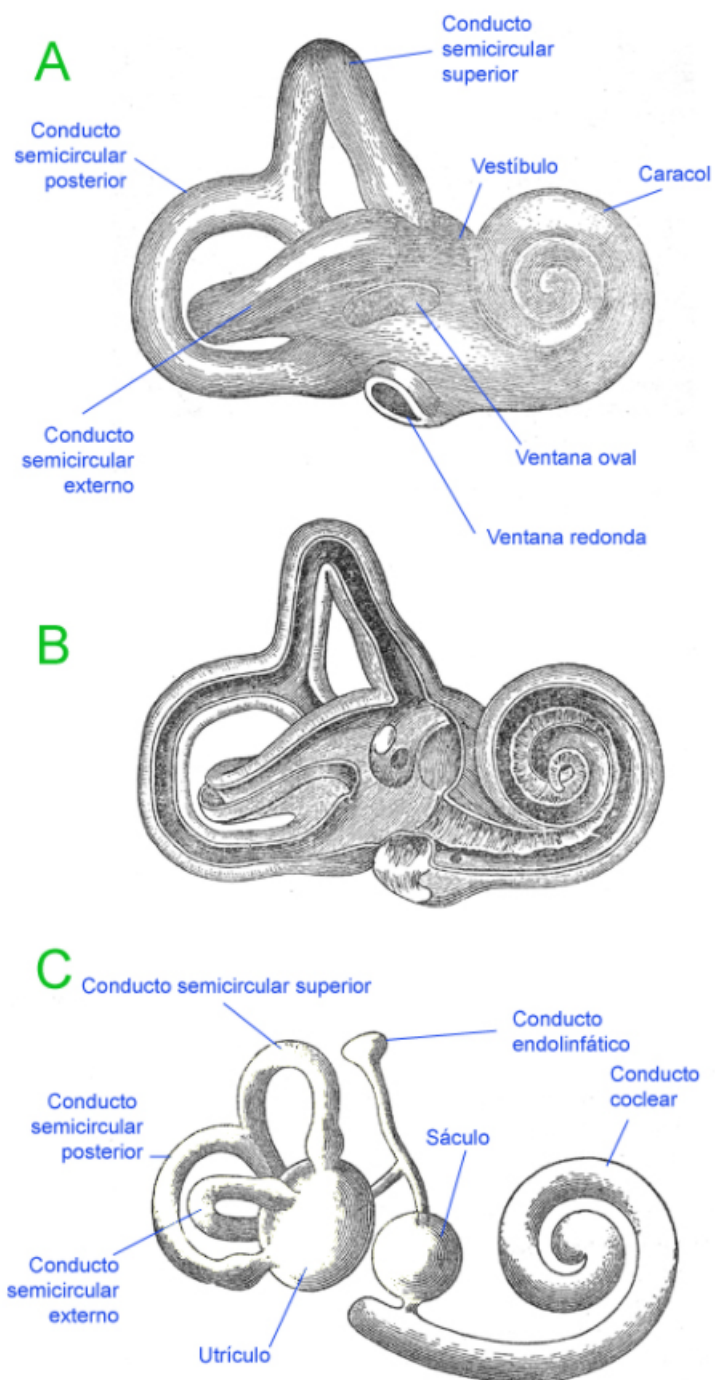 A
Conducto
semicircular
superior
Conducto
semicircular
posterior
Vestíbulo
Caracol
Conducto
semicircular
externo
Ventana oval
Ventana redonda
B
C
Conducto semicircular superior
Conducto
endolinfático
Conducto
coclear
Conducto
semicircular
posterior
Sáculo
Conducto
semicircular
externo
Utrículo